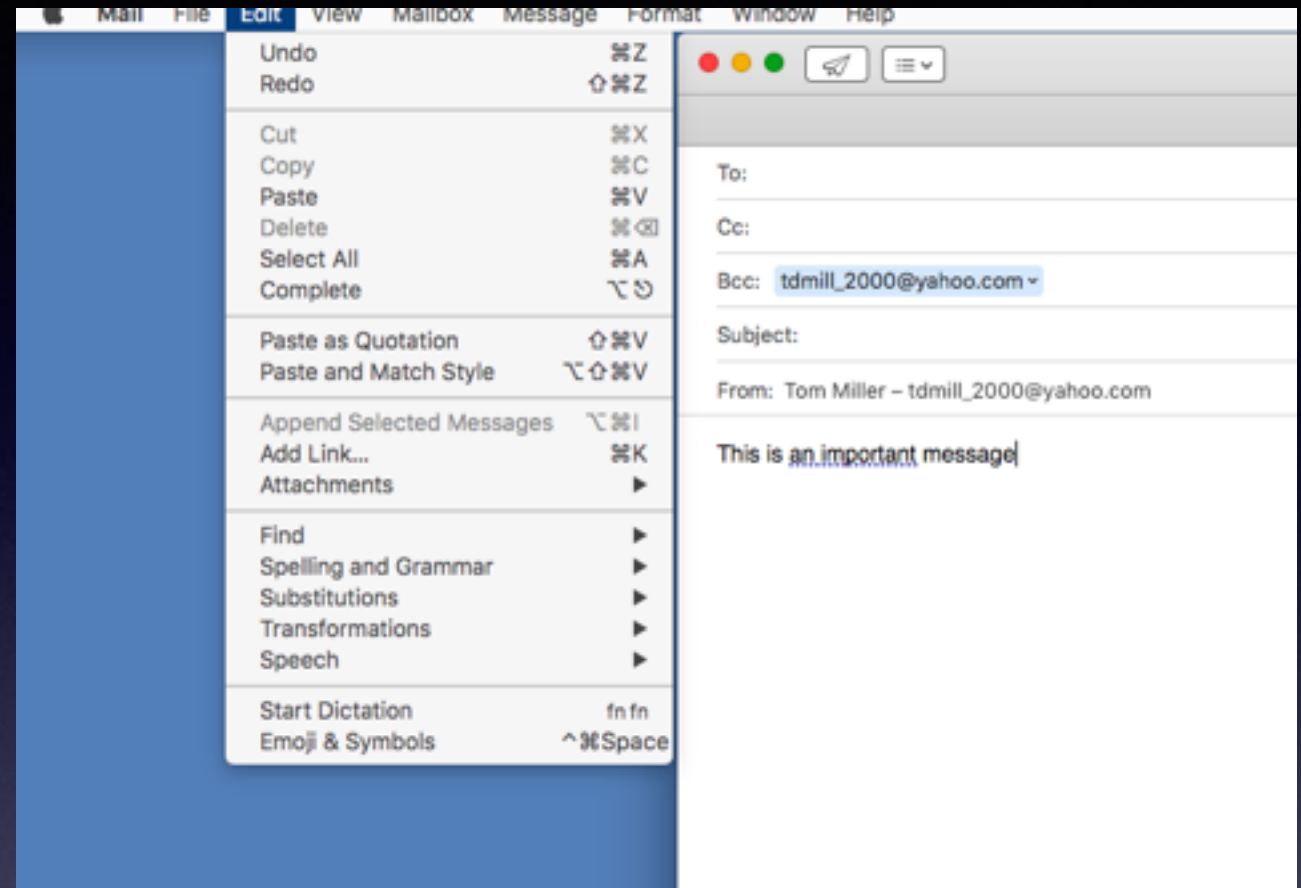 Mail File Edit View Mailbox Message Format Window Help
Undo ⌘Z
Redo ⇧⌘Z
Cut ⌘X
Copy ⌘C
Paste ⌘V
Delete ⌘⌫
Select All ⌘A
Complete ⌥⎋
Paste as Quotation ⇧⌘V
Paste and Match Style ⌥⇧⌘V
Append Selected Messages ⌥⌘I
Add Link... ⌘K
Attachments ▶
Find ▶
Spelling and Grammar ▶
Substitutions ▶
Transformations ▶
Speech ▶
Start Dictation fn fn
Emoji & Symbols ^⌘Space
To:
Cc:
Bcc: tdmill_2000@yahoo.com
Subject:
From: Tom Miller – tdmill_2000@yahoo.com
This is an important message